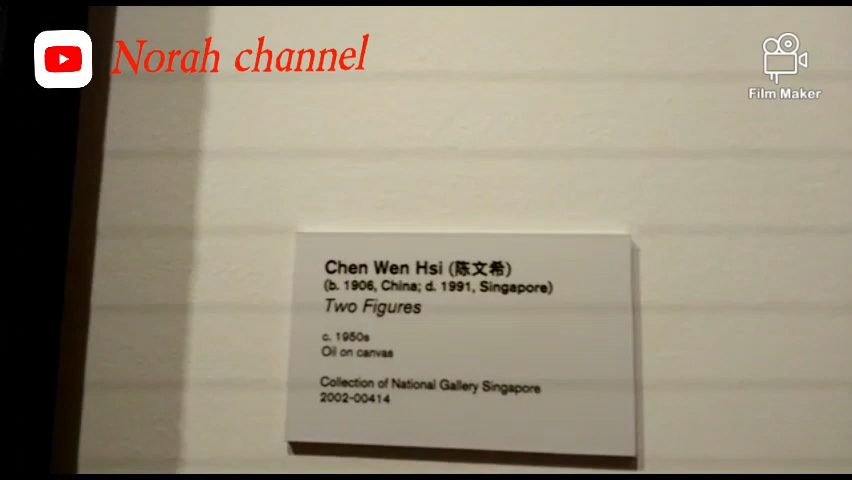 Norah channel
Film Maker
Chen Wen Hsi (陈文希)
(b. 1906, China; d. 1991, Singapore)
Two Figures
c. 1950s
Oil on canvas
Collection of National Gallery Singapore
2002-00414